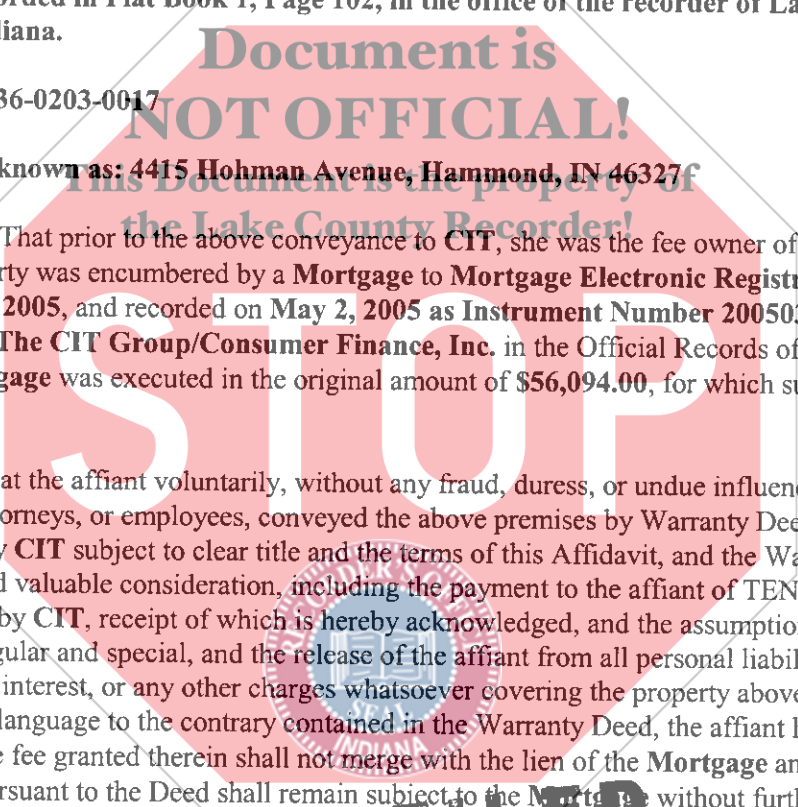 orded in Plat Book 1, Page 102, in the office of the recorder of La
diana.
Document is
36-0203-0017
NOT OFFICIAL!
known as: 4415 Hohman Avenue, Hammond, IN 46327
This Document is the property of
the Lake County Recorder!
That prior to the above conveyance to CIT, she was the fee owner of
rty was encumbered by a Mortgage to Mortgage Electronic Registr
2005, and recorded on May 2, 2005 as Instrument Number 200503
The CIT Group/Consumer Finance, Inc. in the Official Records of
gage was executed in the original amount of $56,094.00, for which su
STOP
at the affiant voluntarily, without any fraud, duress, or undue influenc
orneys, or employees, conveyed the above premises by Warranty Dee
y CIT subject to clear title and the terms of this Affidavit, and the Wa
d valuable consideration, including the payment to the affiant of TEN
by CIT, receipt of which is hereby acknowledged, and the assumptio
gular and special, and the release of the affiant from all personal liabil
interest, or any other charges whatsoever covering the property above
language to the contrary contained in the Warranty Deed, the affiant h
e fee granted therein shall not merge with the lien of the Mortgage an
rsuant to the Deed shall remain subject to the Mortgage without furth
RECORDER'S OFFICE
SEAL
INDIANA